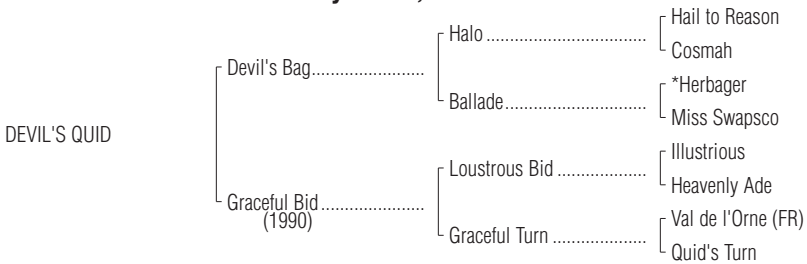 Hail to Reason
Halo
Cosmah
Devil's Bag
*Herbager
Ballade
Miss Swapsco
DEVIL'S QUID
Illustrious
Loustrous Bid
Heavenly Ade
Graceful Bid
(1990)
Val de l'Orne (FR)
Graceful Turn
Quid's Turn